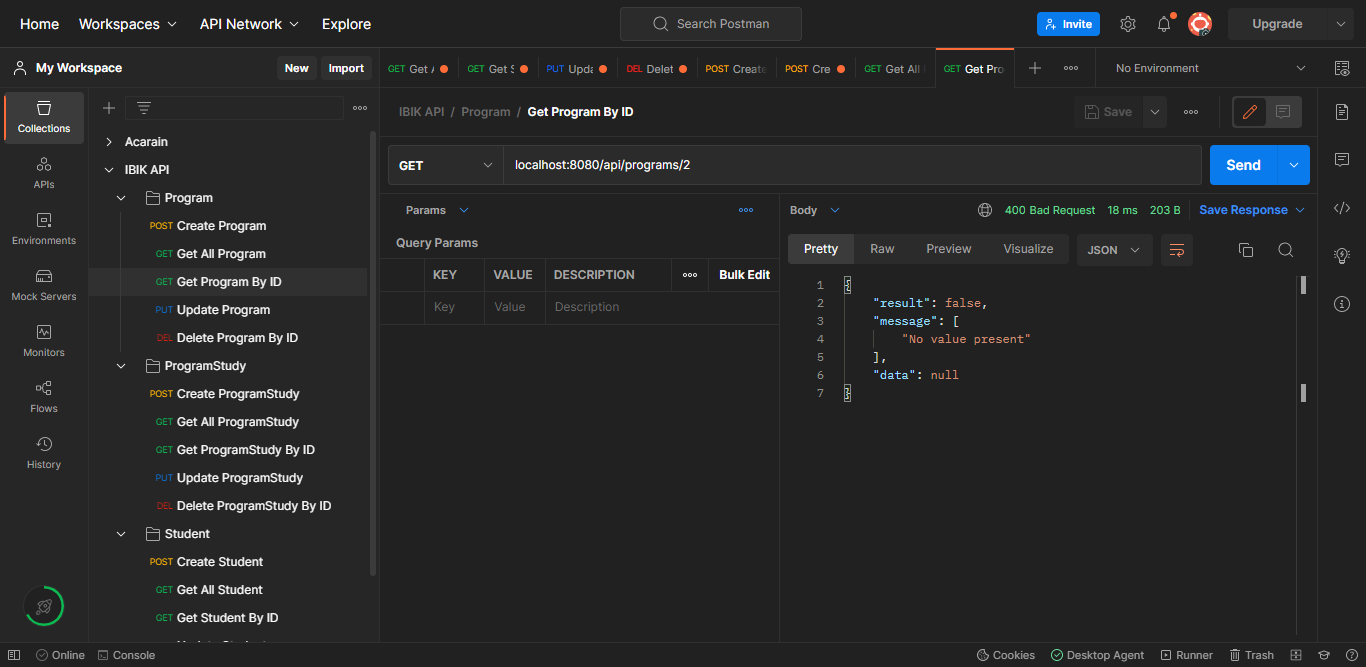 Home Workspaces API Network Explore Search Postman Invite Upgrade
My Workspace New Import
GET Get A GET Get S PUT Upda DEL Delet POST Create POST Cre GET Get All GET Get Pro No Environment
Collections
APIs
Environments
Mock Servers
Monitors
Flows
History
Acarain
IBIK API
Program
POST Create Program
GET Get All Program
GET Get Program By ID
PUT Update Program
DEL Delete Program By ID
ProgramStudy
POST Create ProgramStudy
GET Get All ProgramStudy
GET Get ProgramStudy By ID
PUT Update ProgramStudy
DEL Delete ProgramStudy By ID
Student
POST Create Student
GET Get All Student
GET Get Student By ID
IBIK API / Program / Get Program By ID Save
GET localhost:8080/api/programs/2 Send
Params
Query Params
KEY VALUE DESCRIPTION Bulk Edit
Key Value Description
Body 400 Bad Request 18 ms 203 B Save Response
Pretty Raw Preview Visualize JSON
1 {
2 "result": false,
3 "message": [
4 "No value present"
5 ],
6 "data": null
7 }
Online Console Cookies Desktop Agent Runner Trash